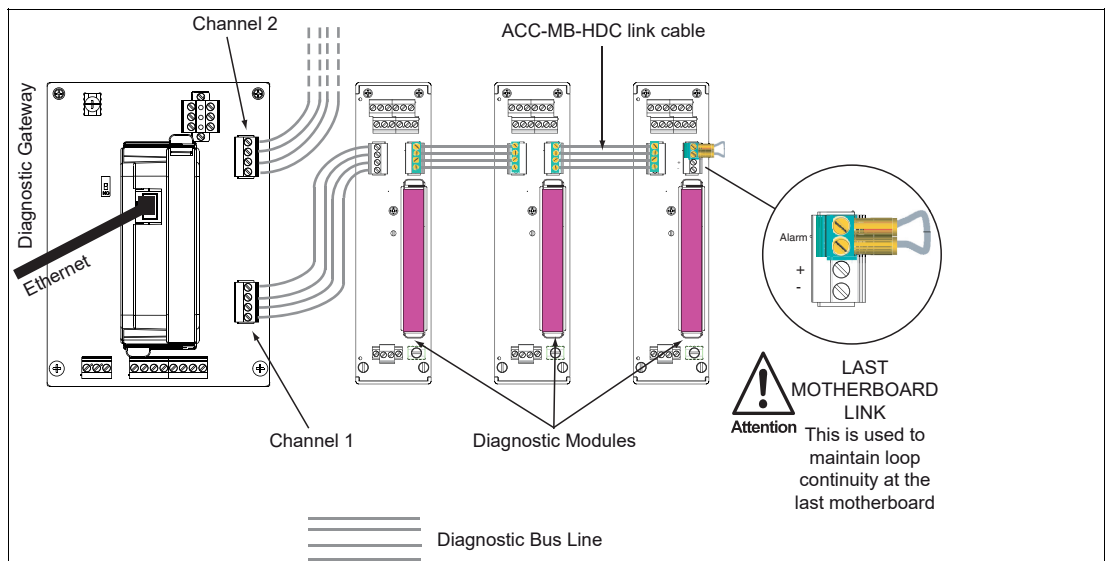 Channel 2
ACC-MB-HDC link cable
Diagnostic Gateway
Ethernet
Alarm
+
-
Channel 1
Diagnostic Modules
Attention
LAST
MOTHERBOARD
LINK
This is used to
maintain loop
continuity at the
last motherboard
Diagnostic Bus Line